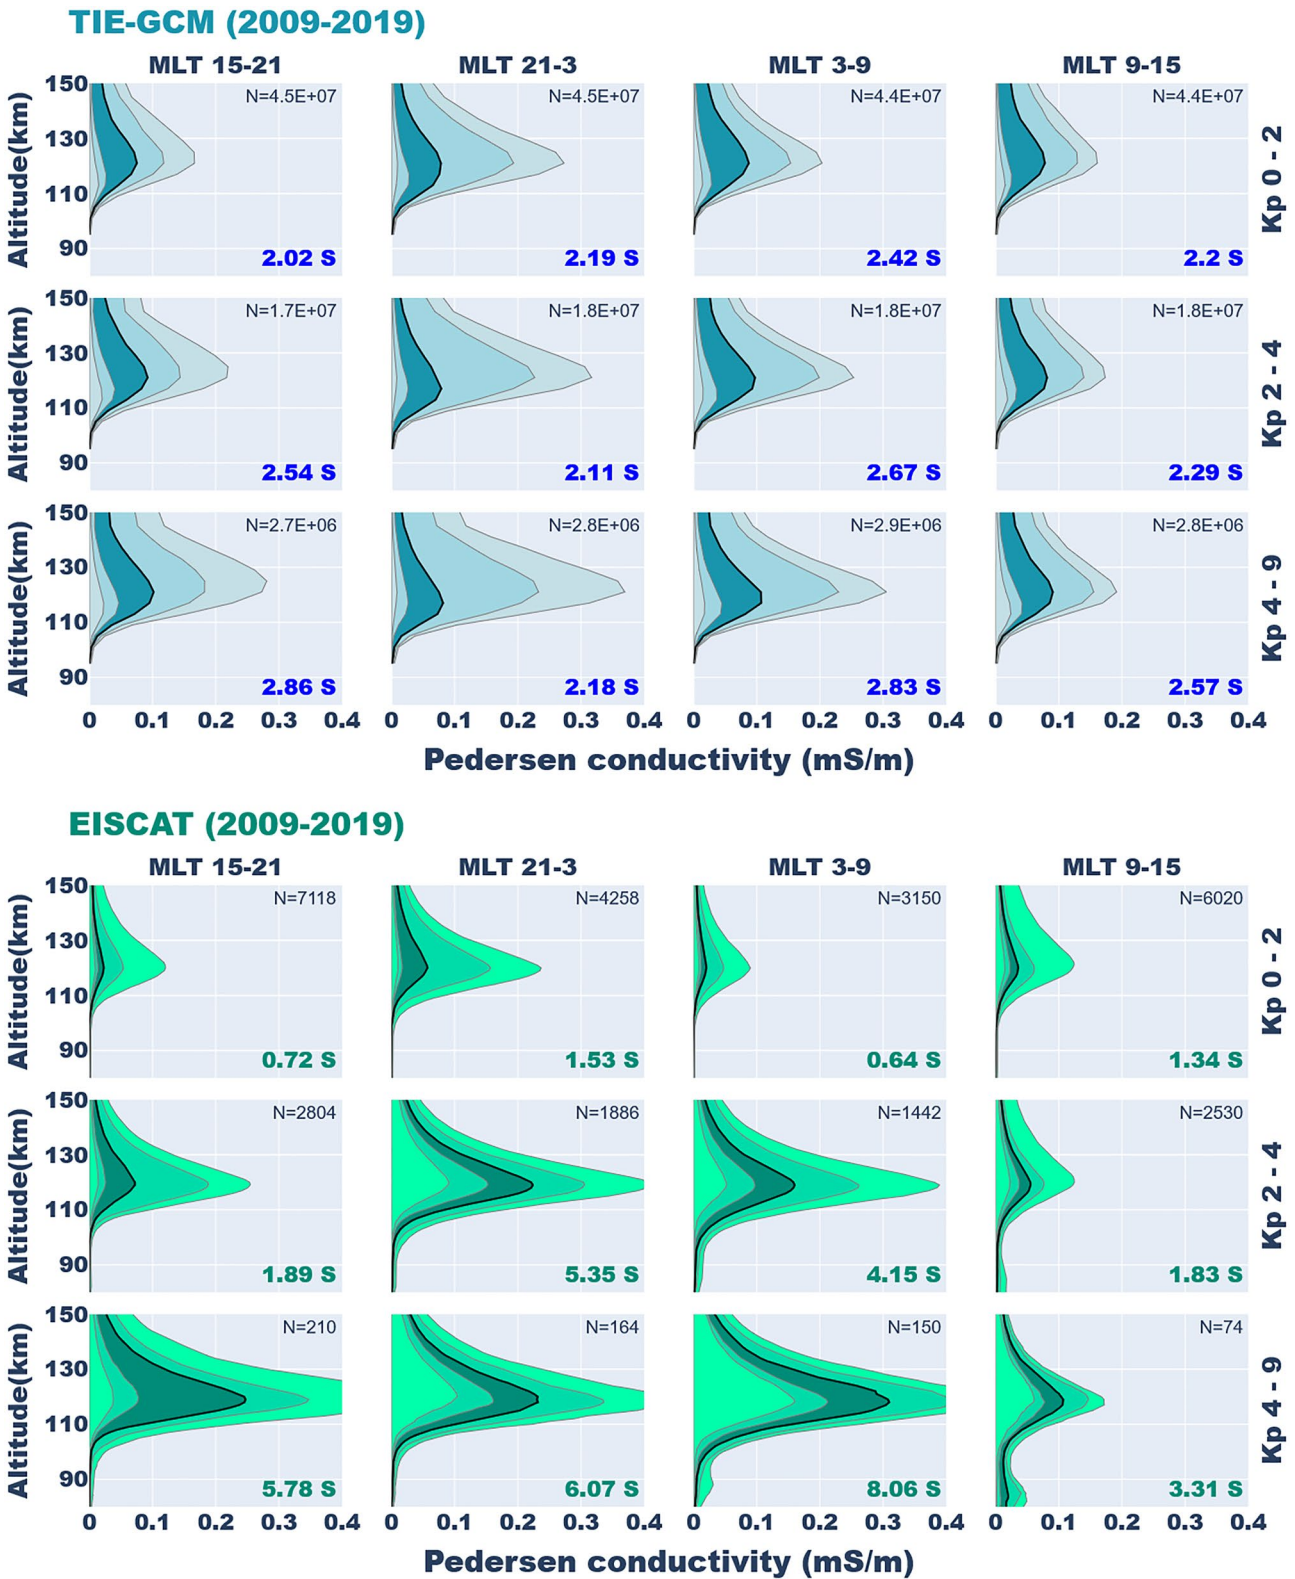 TIE-GCM (2009-2019)
MLT 15-21 MLT 21-3 MLT 3-9 MLT 9-15
150 N=4.5E+07 N=4.5E+07 N=4.4E+07 N=4.4E+07
130
110
90
Altitude(km)
2.02 S 2.19 S 2.42 S 2.2 S
Kp 0 - 2
150 N=1.7E+07 N=1.8E+07 N=1.8E+07 N=1.8E+07
130
110
90
Altitude(km)
2.54 S 2.11 S 2.67 S 2.29 S
Kp 2 - 4
150 N=2.7E+06 N=2.8E+06 N=2.9E+06 N=2.8E+06
130
110
90
Altitude(km)
2.86 S 2.18 S 2.83 S 2.57 S
Kp 4 - 9
0 0.1 0.2 0.3 0.4 0 0.1 0.2 0.3 0.4 0 0.1 0.2 0.3 0.4 0 0.1 0.2 0.3 0.4
Pedersen conductivity (mS/m)
EISCAT (2009-2019)
MLT 15-21 MLT 21-3 MLT 3-9 MLT 9-15
150 N=7118 N=4258 N=3150 N=6020
130
110
90
Altitude(km)
0.72 S 1.53 S 0.64 S 1.34 S
Kp 0 - 2
150 N=2804 N=1886 N=1442 N=2530
130
110
90
Altitude(km)
1.89 S 5.35 S 4.15 S 1.83 S
Kp 2 - 4
150 N=210 N=164 N=150 N=74
130
110
90
Altitude(km)
5.78 S 6.07 S 8.06 S 3.31 S
Kp 4 - 9
0 0.1 0.2 0.3 0.4 0 0.1 0.2 0.3 0.4 0 0.1 0.2 0.3 0.4 0 0.1 0.2 0.3 0.4
Pedersen conductivity (mS/m)